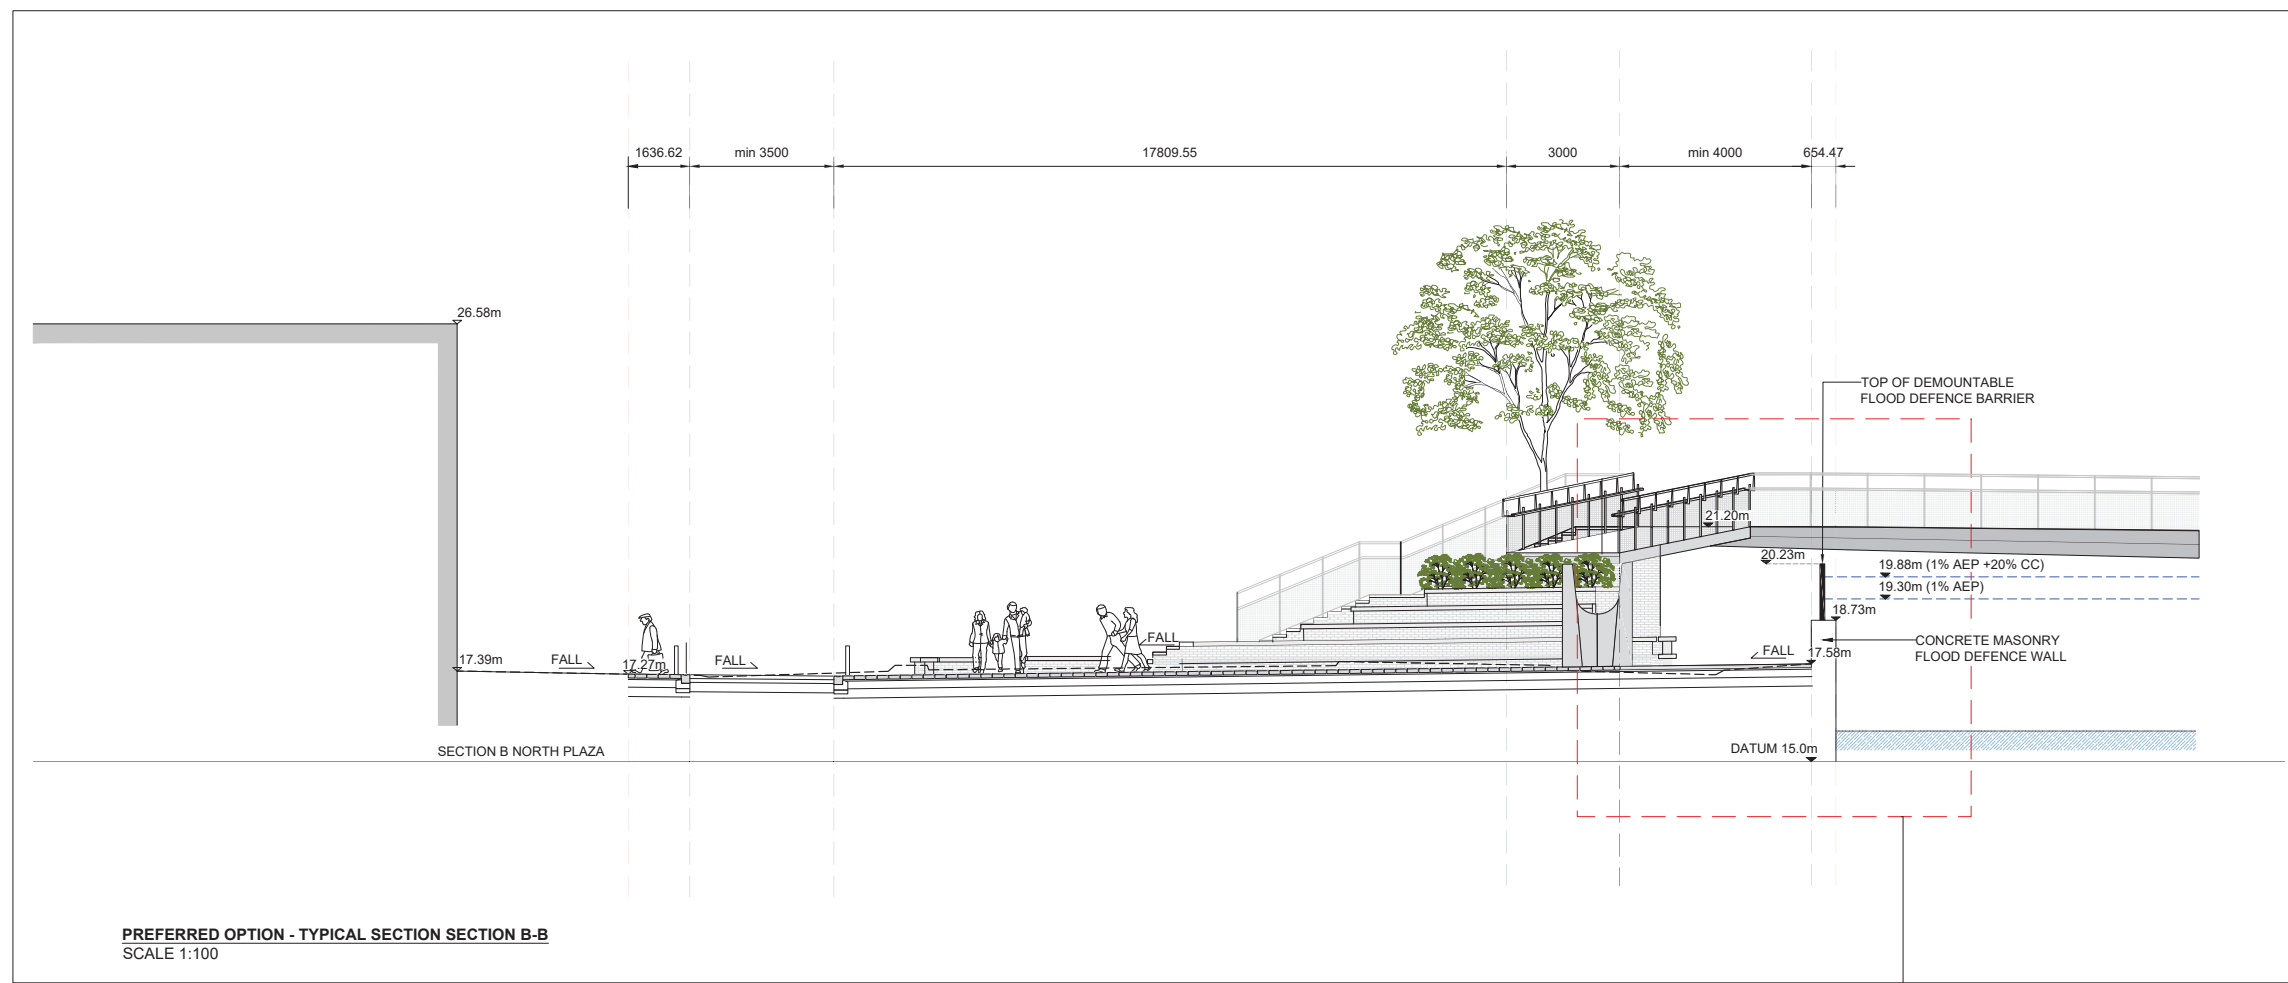 1636.62
min 3500
17809.55
3000
min 4000
654.47
26.58m
TOP OF DEMOUNTABLE
FLOOD DEFENCE BARRIER
21.20m
20.23m
19.88m (1% AEP +20% CC)
19.30m (1% AEP)
18.73m
CONCRETE MASONRY
FLOOD DEFENCE WALL
17.39m
FALL
17.27m
FALL
FALL
FALL
17.58m
SECTION B NORTH PLAZA
DATUM 15.0m
PREFERRED OPTION - TYPICAL SECTION SECTION B-B
SCALE 1:100